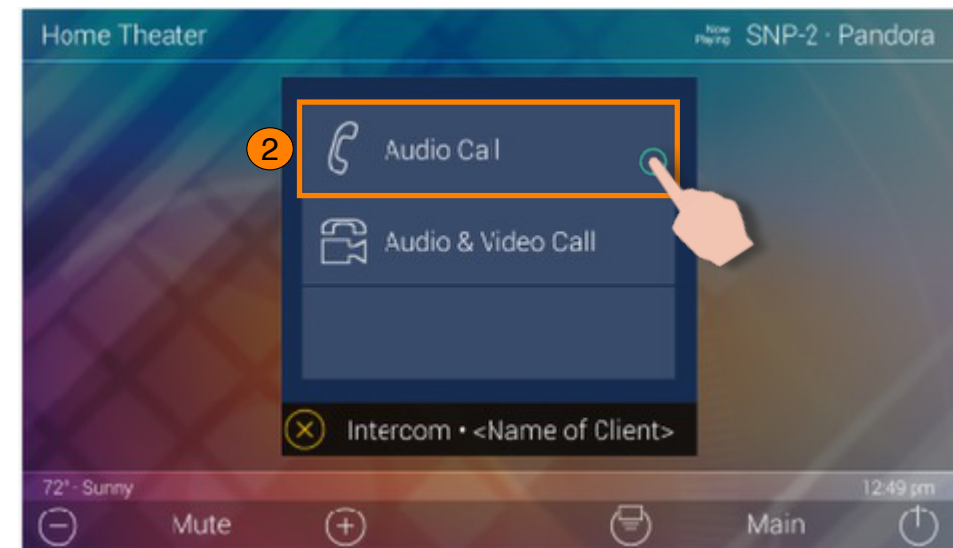 Home Theater
Now Playing SNP-2 · Pandora
2
Audio Call
Audio & Video Call
Intercom • <Name of Client>
72° - Sunny
12:49 pm
Mute
Main